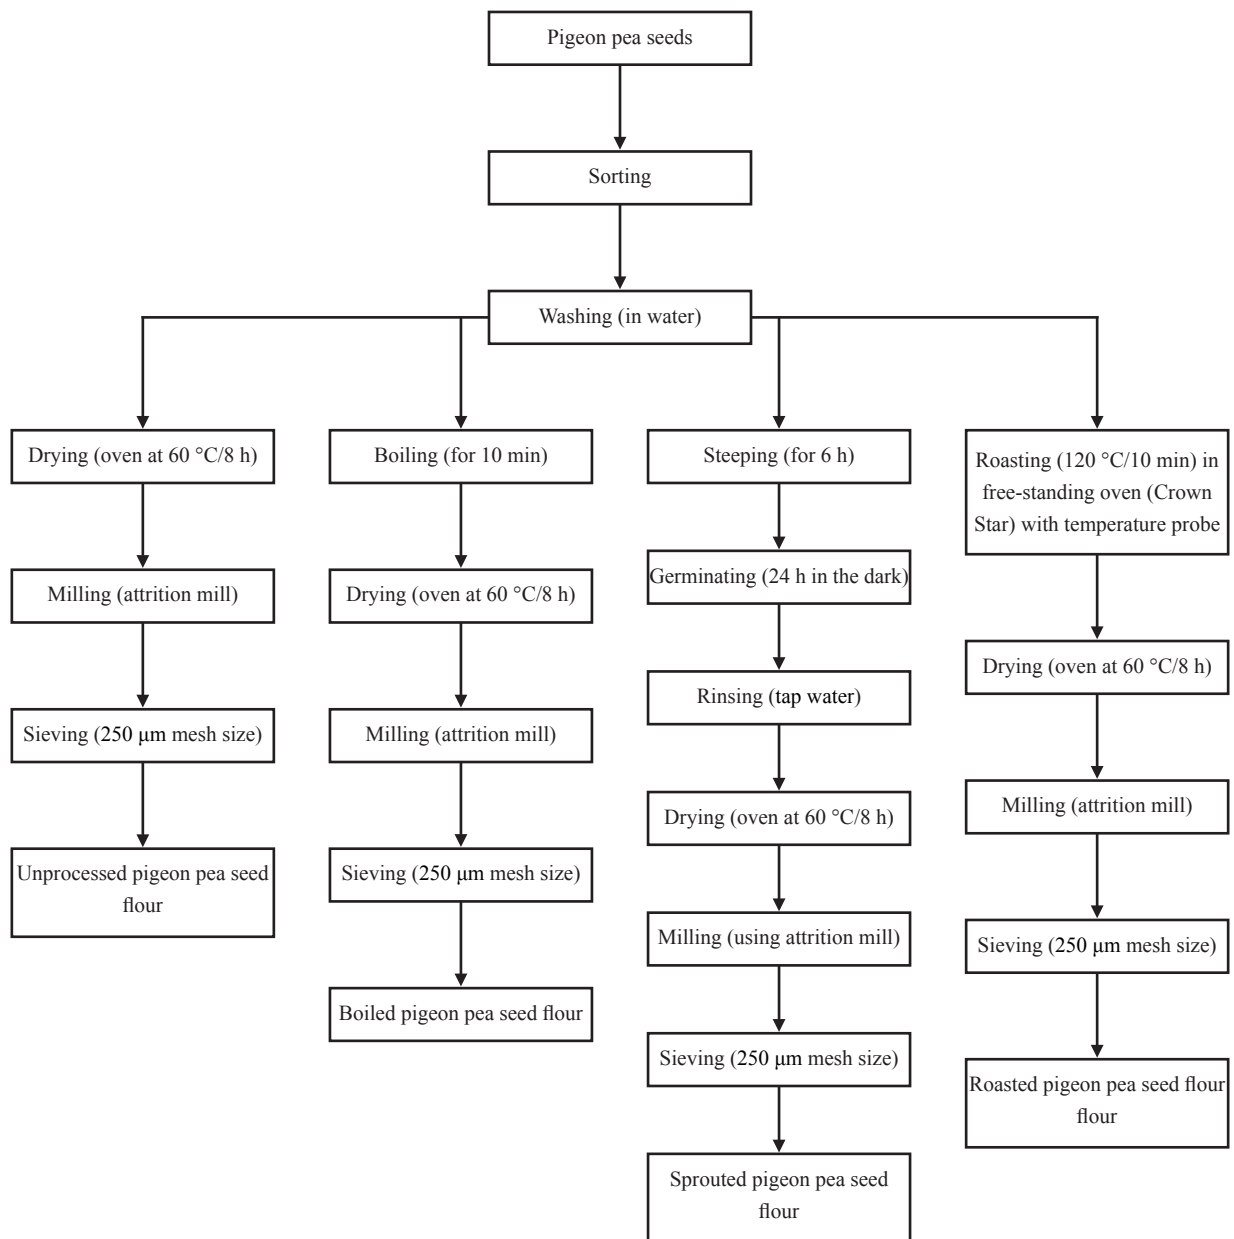 Pigeon pea seeds
Sorting
Washing (in water)
Drying (oven at 60 °C/8 h)
Milling (attrition mill)
Sieving (250 μm mesh size)
Unprocessed pigeon pea seed
flour
Boiling (for 10 min)
Drying (oven at 60 °C/8 h)
Milling (attrition mill)
Sieving (250 μm mesh size)
Boiled pigeon pea seed flour
Steeping (for 6 h)
Germinating (24 h in the dark)
Rinsing (tap water)
Drying (oven at 60 °C/8 h)
Milling (using attrition mill)
Sieving (250 μm mesh size)
Sprouted pigeon pea seed
flour
Roasting (120 °C/10 min) in
free-standing oven (Crown
Star) with temperature probe
Drying (oven at 60 °C/8 h)
Milling (attrition mill)
Sieving (250 μm mesh size)
Roasted pigeon pea seed flour
flour